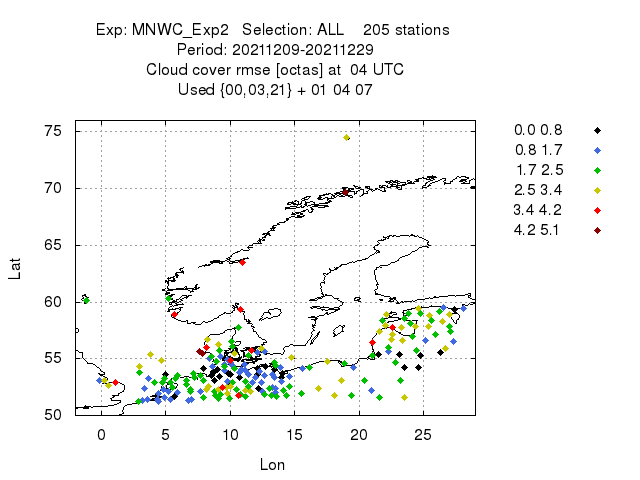 Exp: MNWC_Exp2   Selection: ALL    205 stations
Period: 20211209-20211229
Cloud cover rmse [octas] at  04 UTC
Used {00,03,21} + 01 04 07
75
70
65
60
55
50
Lat
0 5 10 15 20 25
Lon
0.0 0.8
0.8 1.7
1.7 2.5
2.5 3.4
3.4 4.2
4.2 5.1